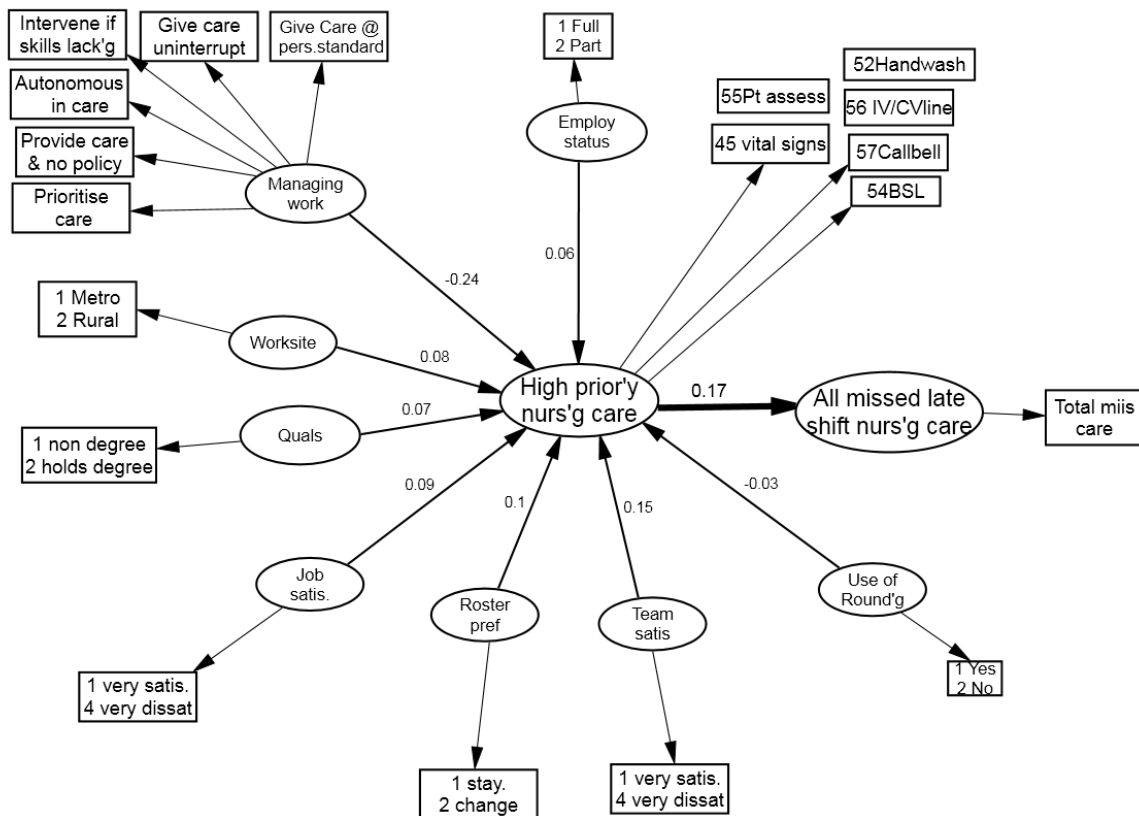 Intervene if
skills lack'g
Give care
uninterrupt
Give Care @
pers.standard
1 Full
2 Part
52Handwash
55Pt assess
56 IV/CVline
Autonomous
in care
Employ
status
45 vital signs
57Callbell
Provide care
& no policy
Managing
work
54BSL
Prioritise
care
0.06
-0.24
1 Metro
2 Rural
Worksite
0.08
High prior'y
nurs'g care
0.17
All missed late
shift nurs'g care
Total miis
care
0.07
Quals
1 non degree
2 holds degree
0.09
0.1
0.15
-0.03
Job
satis.
Roster
pref
Team
satis
Use of
Round'g
1 very satis.
4 very dissat
1 Yes
2 No
1 stay.
2 change
1 very satis.
4 very dissat